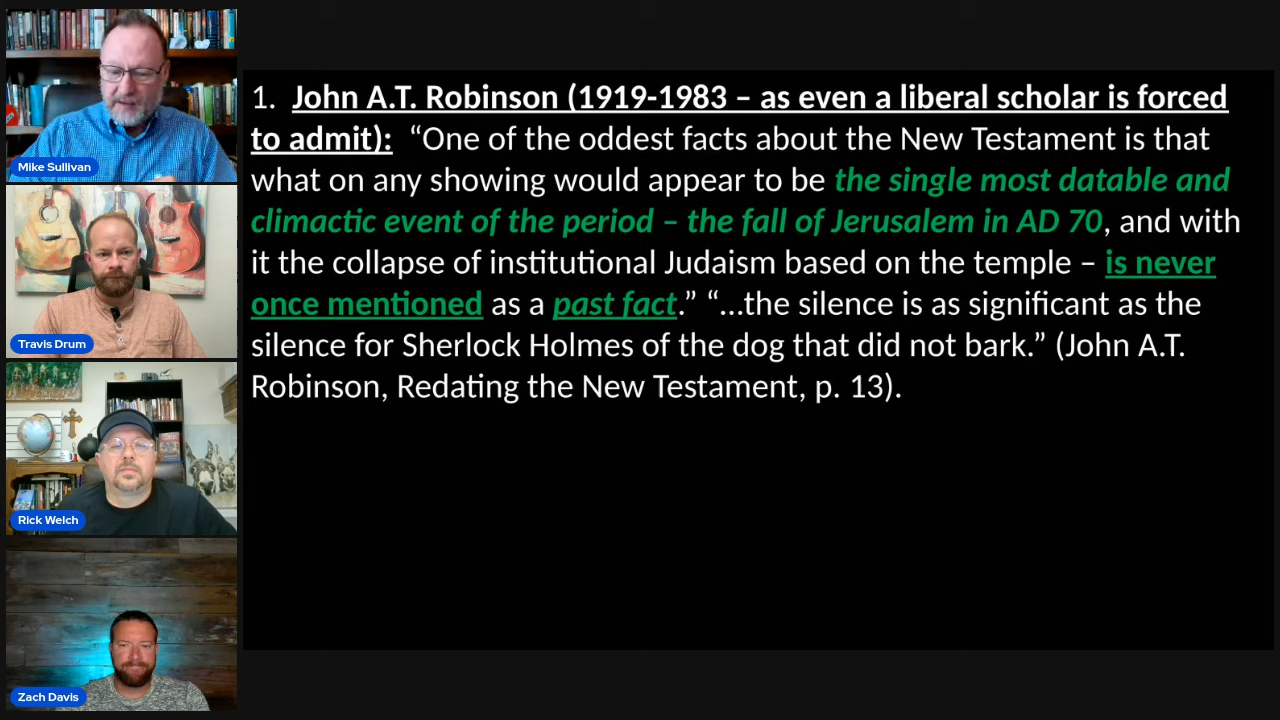 1. John A.T. Robinson (1919-1983 – as even a liberal scholar is forced
to admit): “One of the oddest facts about the New Testament is that
what on any showing would appear to be the single most datable and
climactic event of the period – the fall of Jerusalem in AD 70, and with
it the collapse of institutional Judaism based on the temple – is never
once mentioned as a past fact.” “…the silence is as significant as the
silence for Sherlock Holmes of the dog that did not bark.” (John A.T.
Robinson, Redating the New Testament, p. 13).
Mike Sullivan
Travis Drum
Rick Welch
Zach Davis